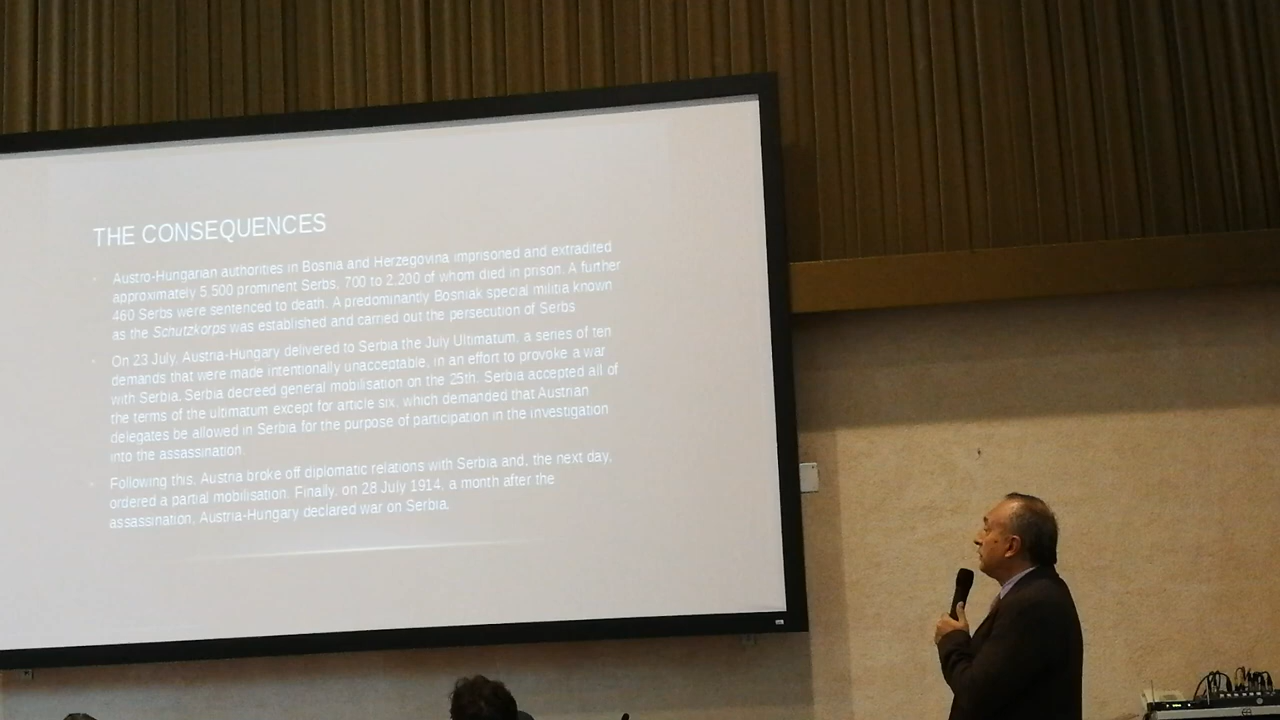 THE CONSEQUENCES
Austro-Hungarian authorities in Bosnia and Herzegovina imprisoned and extradited
approximately 5,500 prominent Serbs, 700 to 2,200 of whom died in prison. A further
460 Serbs were sentenced to death. A predominantly Bosniak special militia known
as the Schutzkorps was established and carried out the persecution of Serbs
On 23 July, Austria-Hungary delivered to Serbia the July Ultimatum, a series of ten
demands that were made intentionally unacceptable, in an effort to provoke a war
with Serbia. Serbia decreed general mobilisation on the 25th. Serbia accepted all of
the terms of the ultimatum except for article six, which demanded that Austrian
delegates be allowed in Serbia for the purpose of participation in the investigation
into the assassination.
Following this, Austria broke off diplomatic relations with Serbia and, the next day,
ordered a partial mobilisation. Finally, on 28 July 1914, a month after the
assassination, Austria-Hungary declared war on Serbia.